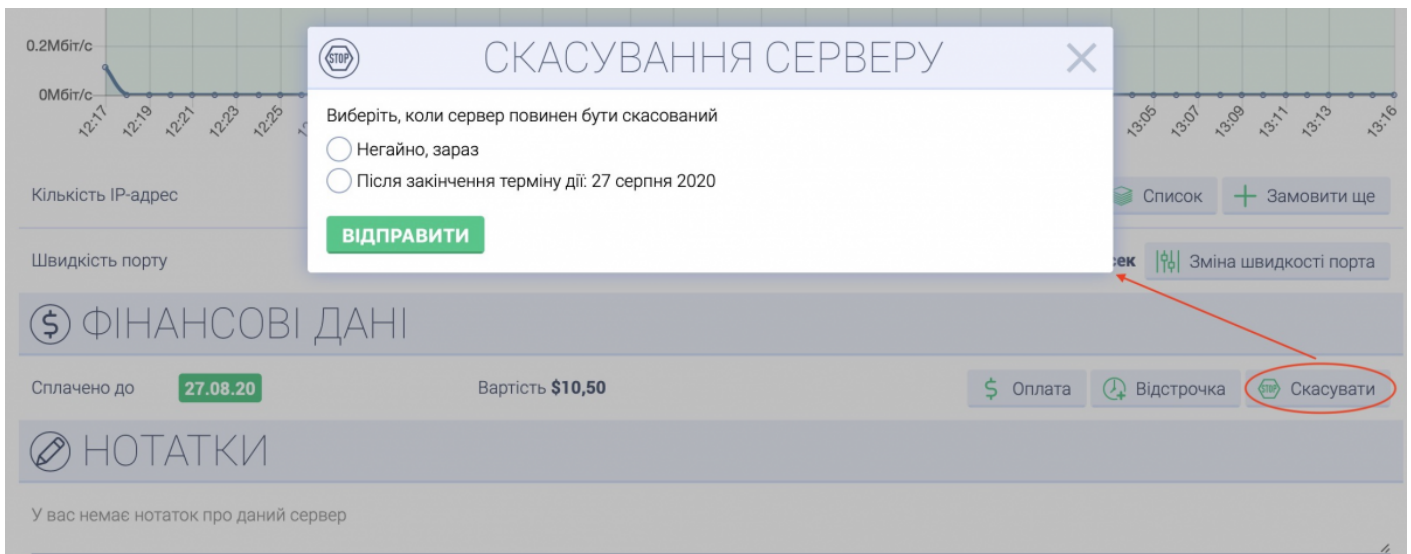 0.2Мбіт/с
0Мбіт/с
12:17 12:19 12:21 12:23 12:25 13:05 13:07 13:09 13:11 13:13 13:16
STOP СКАСУВАННЯ СЕРВЕРУ
Виберіть, коли сервер повинен бути скасований
Негайно, зараз
Після закінчення терміну дії: 27 серпня 2020
ВІДПРАВИТИ
Кількість IP-адрес Список Замовити ще
Швидкість порту Зміна швидкості порта
$ ФІНАНСОВІ ДАНІ
Сплачено до 27.08.20 Вартість $10,50 $ Оплата Відстрочка STOP Скасувати
НОТАТКИ
У вас немає нотаток про даний сервер